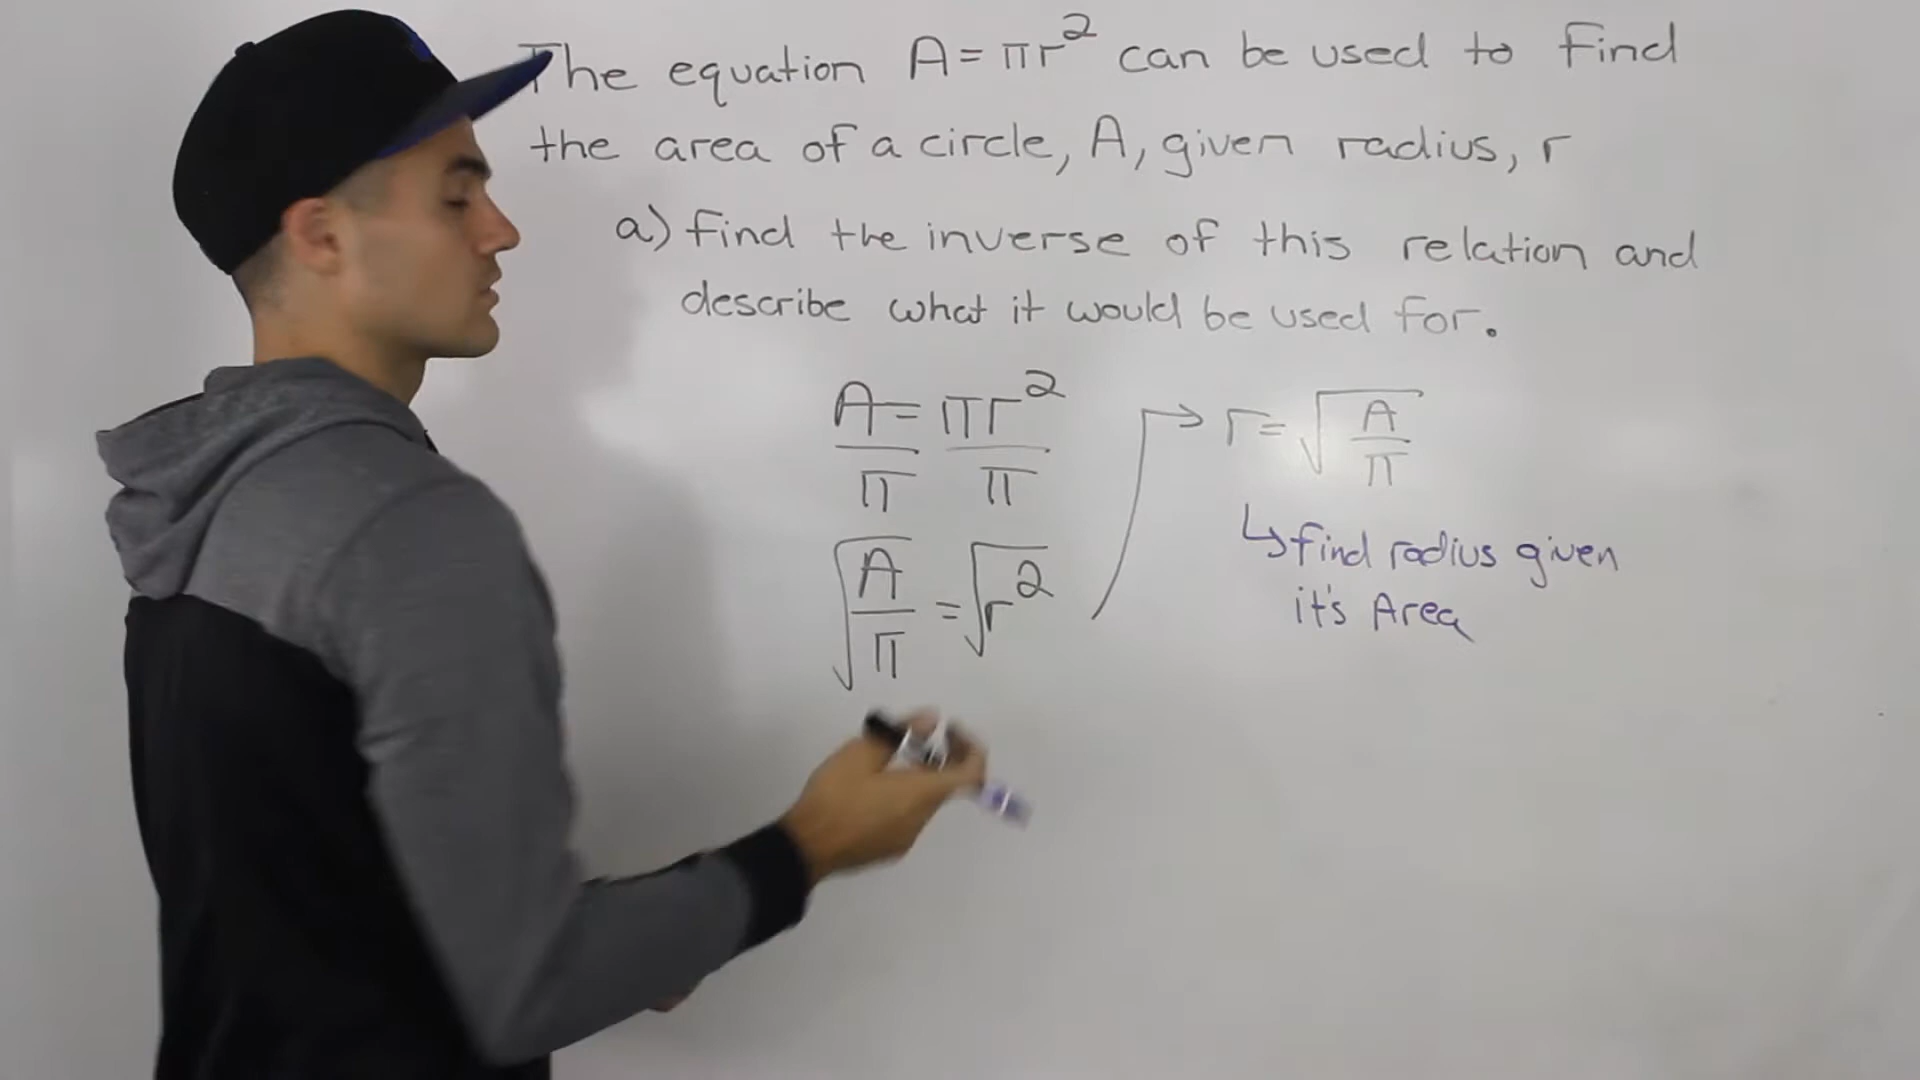 The equation A = πr² can be used to find
the area of a circle, A, given radius, r
a) find the inverse of this relation and
describe what it would be used for.
A = πr²
π π
√A/π = √r²
r = √A/π
↳ find radius given
it's Area